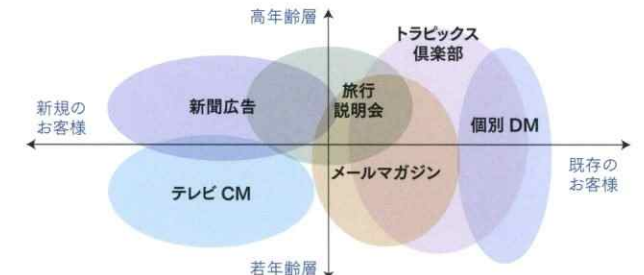 高年齢層
トラピックス
倶楽部
新規の
お客様
新聞広告
旅行
説明会
個別 DM
テレビ CM
メールマガジン
既存の
お客様
若年齢層